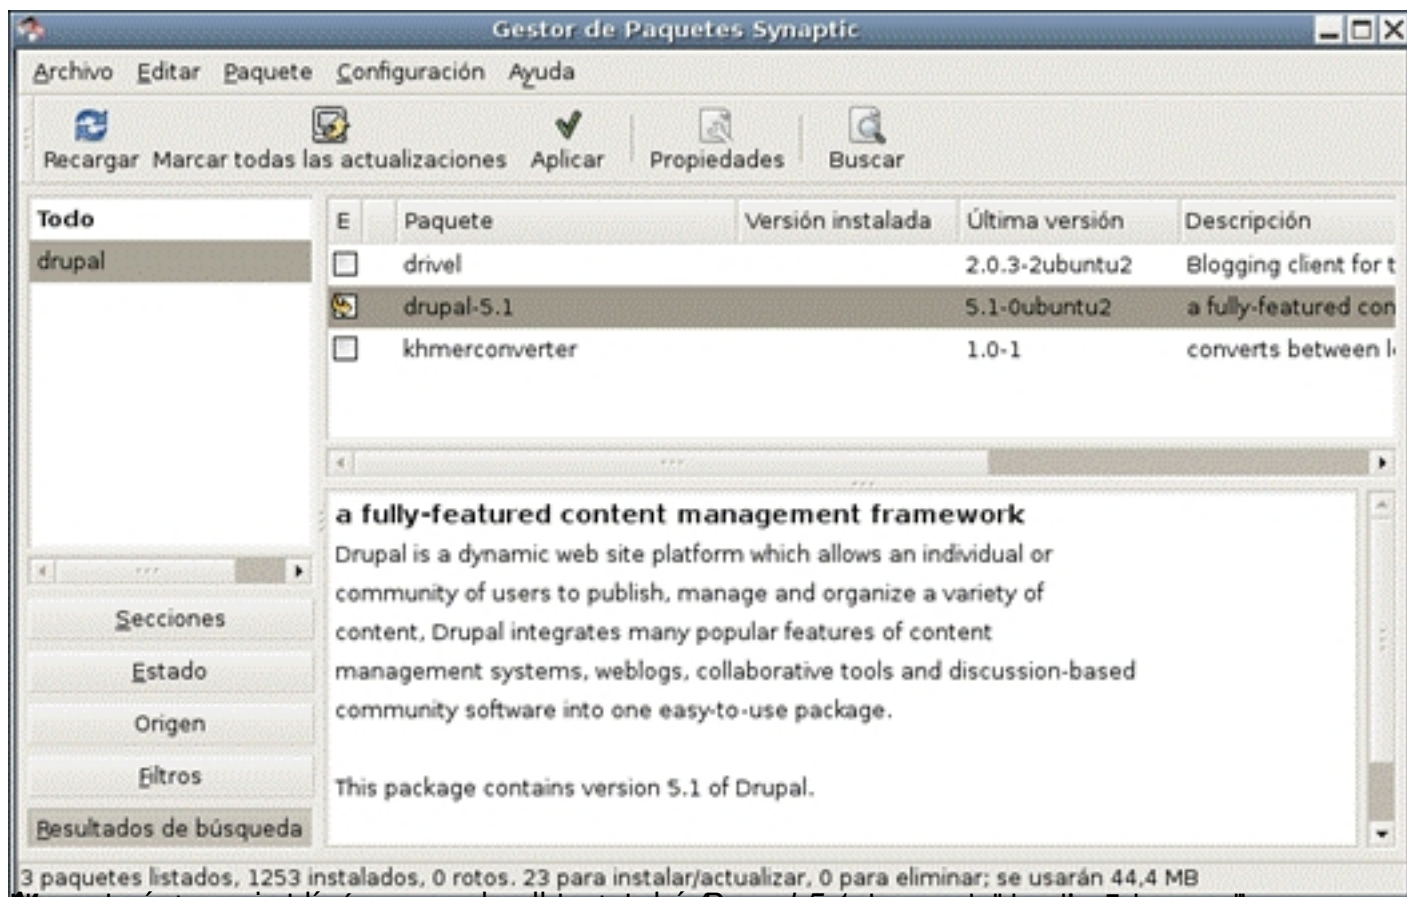 Gestor de Paquetes Synaptic
Archivo Editar Paquete Configuración Ayuda
Recargar Marcar todas las actualizaciones Aplicar Propiedades Buscar
Todo
drupal
E Paquete Versión instalada Última versión Descripción
drivel 2.0.3-2ubuntu2 Blogging client for t
drupal-5.1 5.1-0ubuntu2 a fully-featured con
khmerconverter 1.0-1 converts between l
a fully-featured content management framework
Drupal is a dynamic web site platform which allows an individual or
community of users to publish, manage and organize a variety of
content, Drupal integrates many popular features of content
management systems, weblogs, collaborative tools and discussion-based
community software into one easy-to-use package.
This package contains version 5.1 of Drupal.
Secciones
Estado
Origen
Filtros
Resultados de búsqueda
3 paquetes listados, 1253 instalados, 0 rotos. 23 para instalar/actualizar, 0 para eliminar; se usarán 44,4 MB